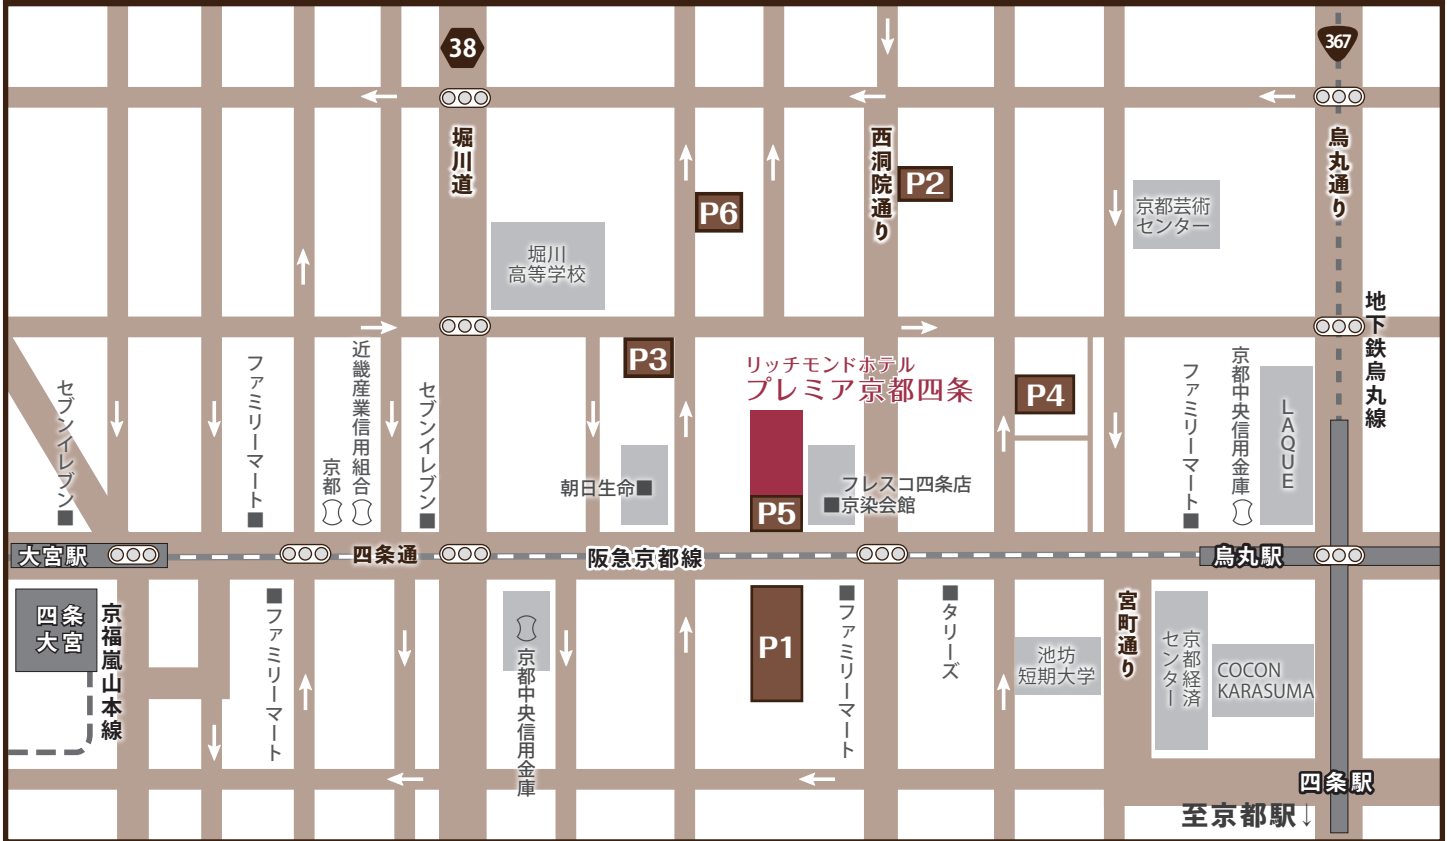 38
367
堀川道
西洞院通り
烏丸通り
P2
P6
京都芸術
センター
堀川
高等学校
地下鉄烏丸線
P3
リッチモンドホテル
プレミア京都四条
P4
セブンイレブン
ファミリーマート
京都
近畿産業信用組合
セブンイレブン
朝日生命
フレスコ四条店
京染会館
P5
ファミリーマート
京都中央信用金庫
LAQUE
大宮駅
四条通
阪急京都線
烏丸駅
四条
大宮
京福嵐山本線
ファミリーマート
京都中央信用金庫
P1
ファミリーマート
タリーズ
池坊
短期大学
宮町通り
京都経済
センター
COCON
KARASUMA
四条駅
至京都駅↓